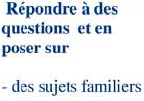 Répondre à des
questions et en
poser sur
- des sujets familiers